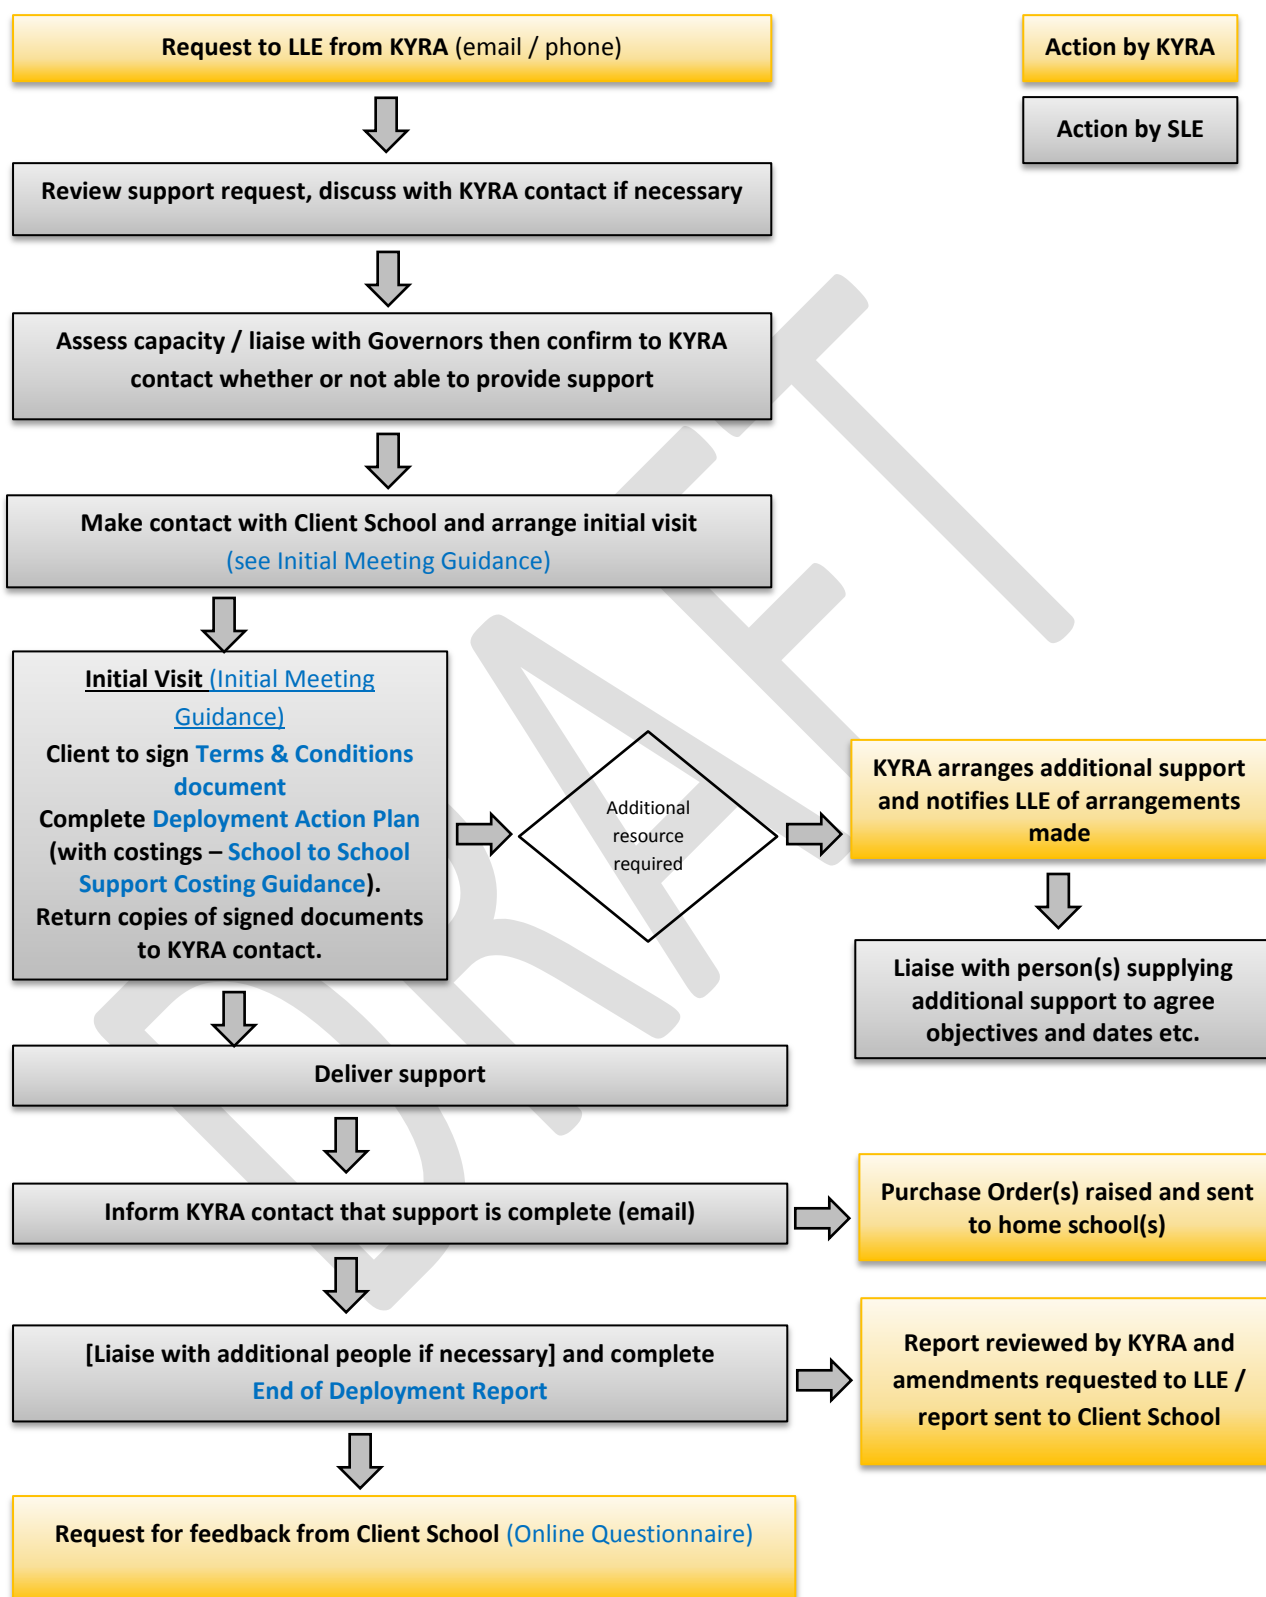 Request to LLE from KYRA (email / phone)
Action by KYRA
Action by SLE
Review support request, discuss with KYRA contact if necessary
Assess capacity / liaise with Governors then confirm to KYRA
contact whether or not able to provide support
Make contact with Client School and arrange initial visit
(see Initial Meeting Guidance)
Initial Visit (Initial Meeting
Guidance)
Client to sign Terms & Conditions
document
Complete Deployment Action Plan
(with costings – School to School
Support Costing Guidance).
Return copies of signed documents
to KYRA contact.
Additional
resource
required
KYRA arranges additional support
and notifies LLE of arrangements
made
Liaise with person(s) supplying
additional support to agree
objectives and dates etc.
Deliver support
Inform KYRA contact that support is complete (email)
Purchase Order(s) raised and sent
to home school(s)
[Liaise with additional people if necessary] and complete
End of Deployment Report
Report reviewed by KYRA and
amendments requested to LLE /
report sent to Client School
Request for feedback from Client School (Online Questionnaire)
DRAFT